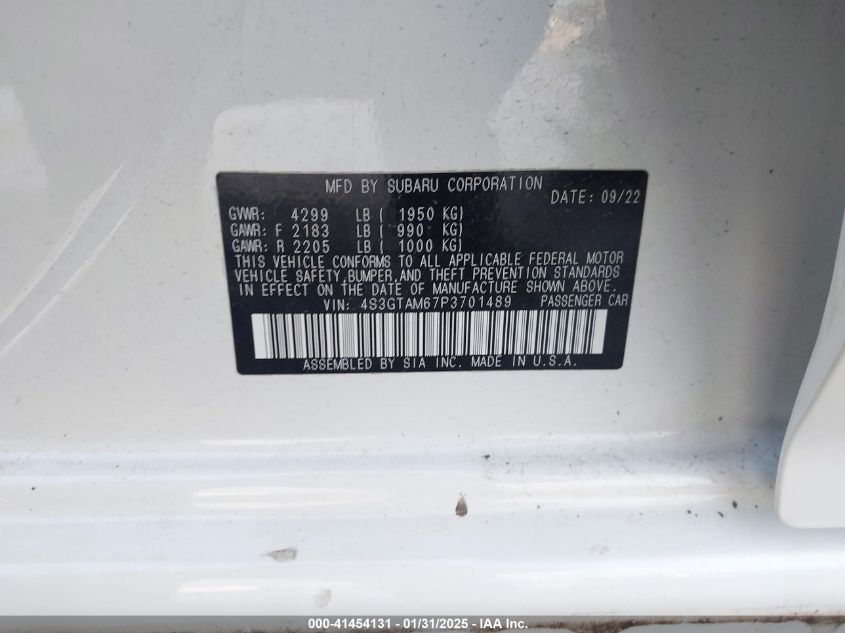 MFD BY SUBARU CORPORATION
DATE: 09/22
GVWR: 4299 LB ( 1950 KG)
GAWR: F 2183 LB ( 990 KG)
GAWR: R 2205 LB ( 1000 KG)
THIS VEHICLE CONFORMS TO ALL APPLICABLE FEDERAL MOTOR
VEHICLE SAFETY,BUMPER,AND THEFT PREVENTION STANDARDS
IN EFFECT ON THE DATE OF MANUFACTURE SHOWN ABOVE.
VIN: 4S3GTAM67P3701489 PASSENGER CAR
ASSEMBLED BY SIA INC. MADE IN U.S.A.
000-41454131 - 01/31/2025 - IAA Inc.